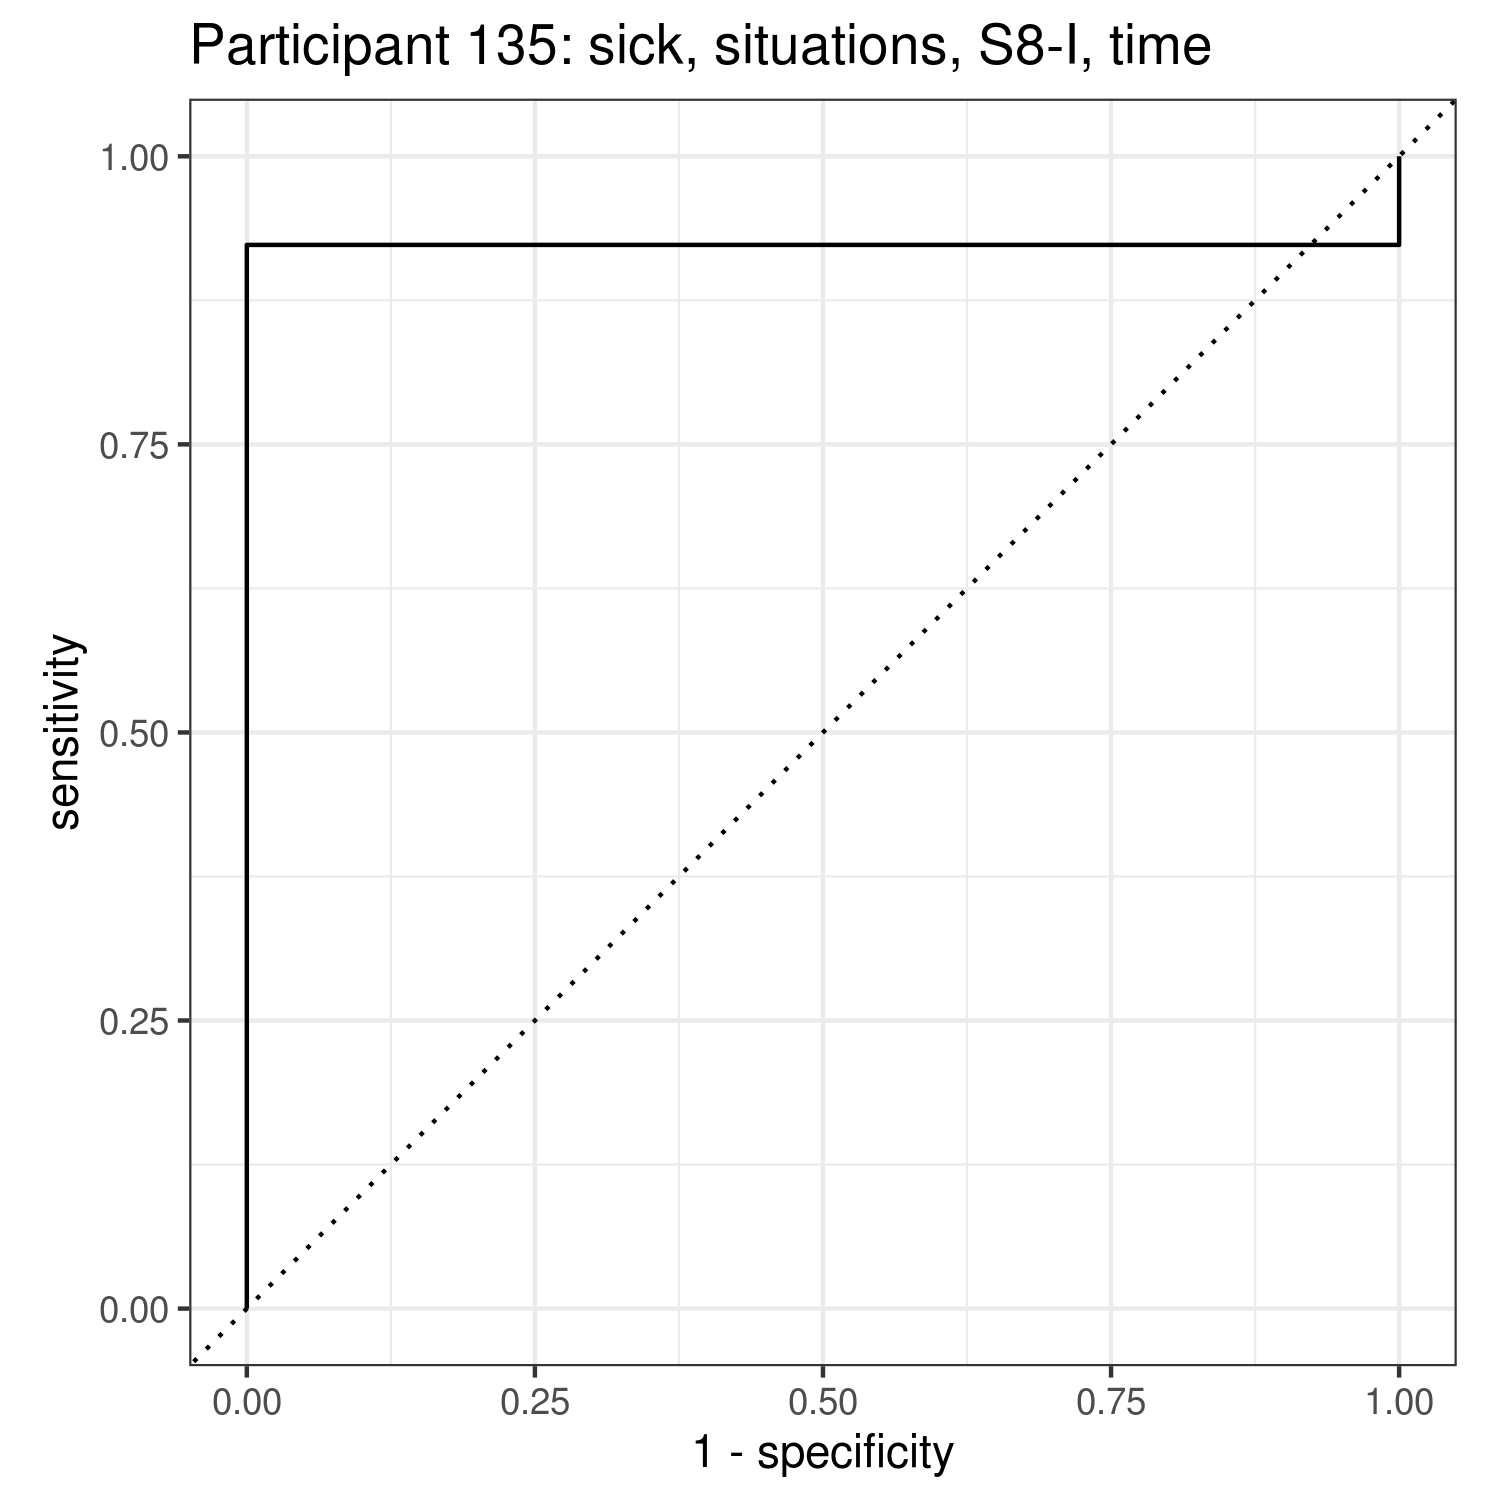 Participant 135: sick, situations, S8-I, time
1.00
0.75
0.50
0.25
0.00
sensitivity
0.00 0.25 0.50 0.75 1.00
1 - specificity